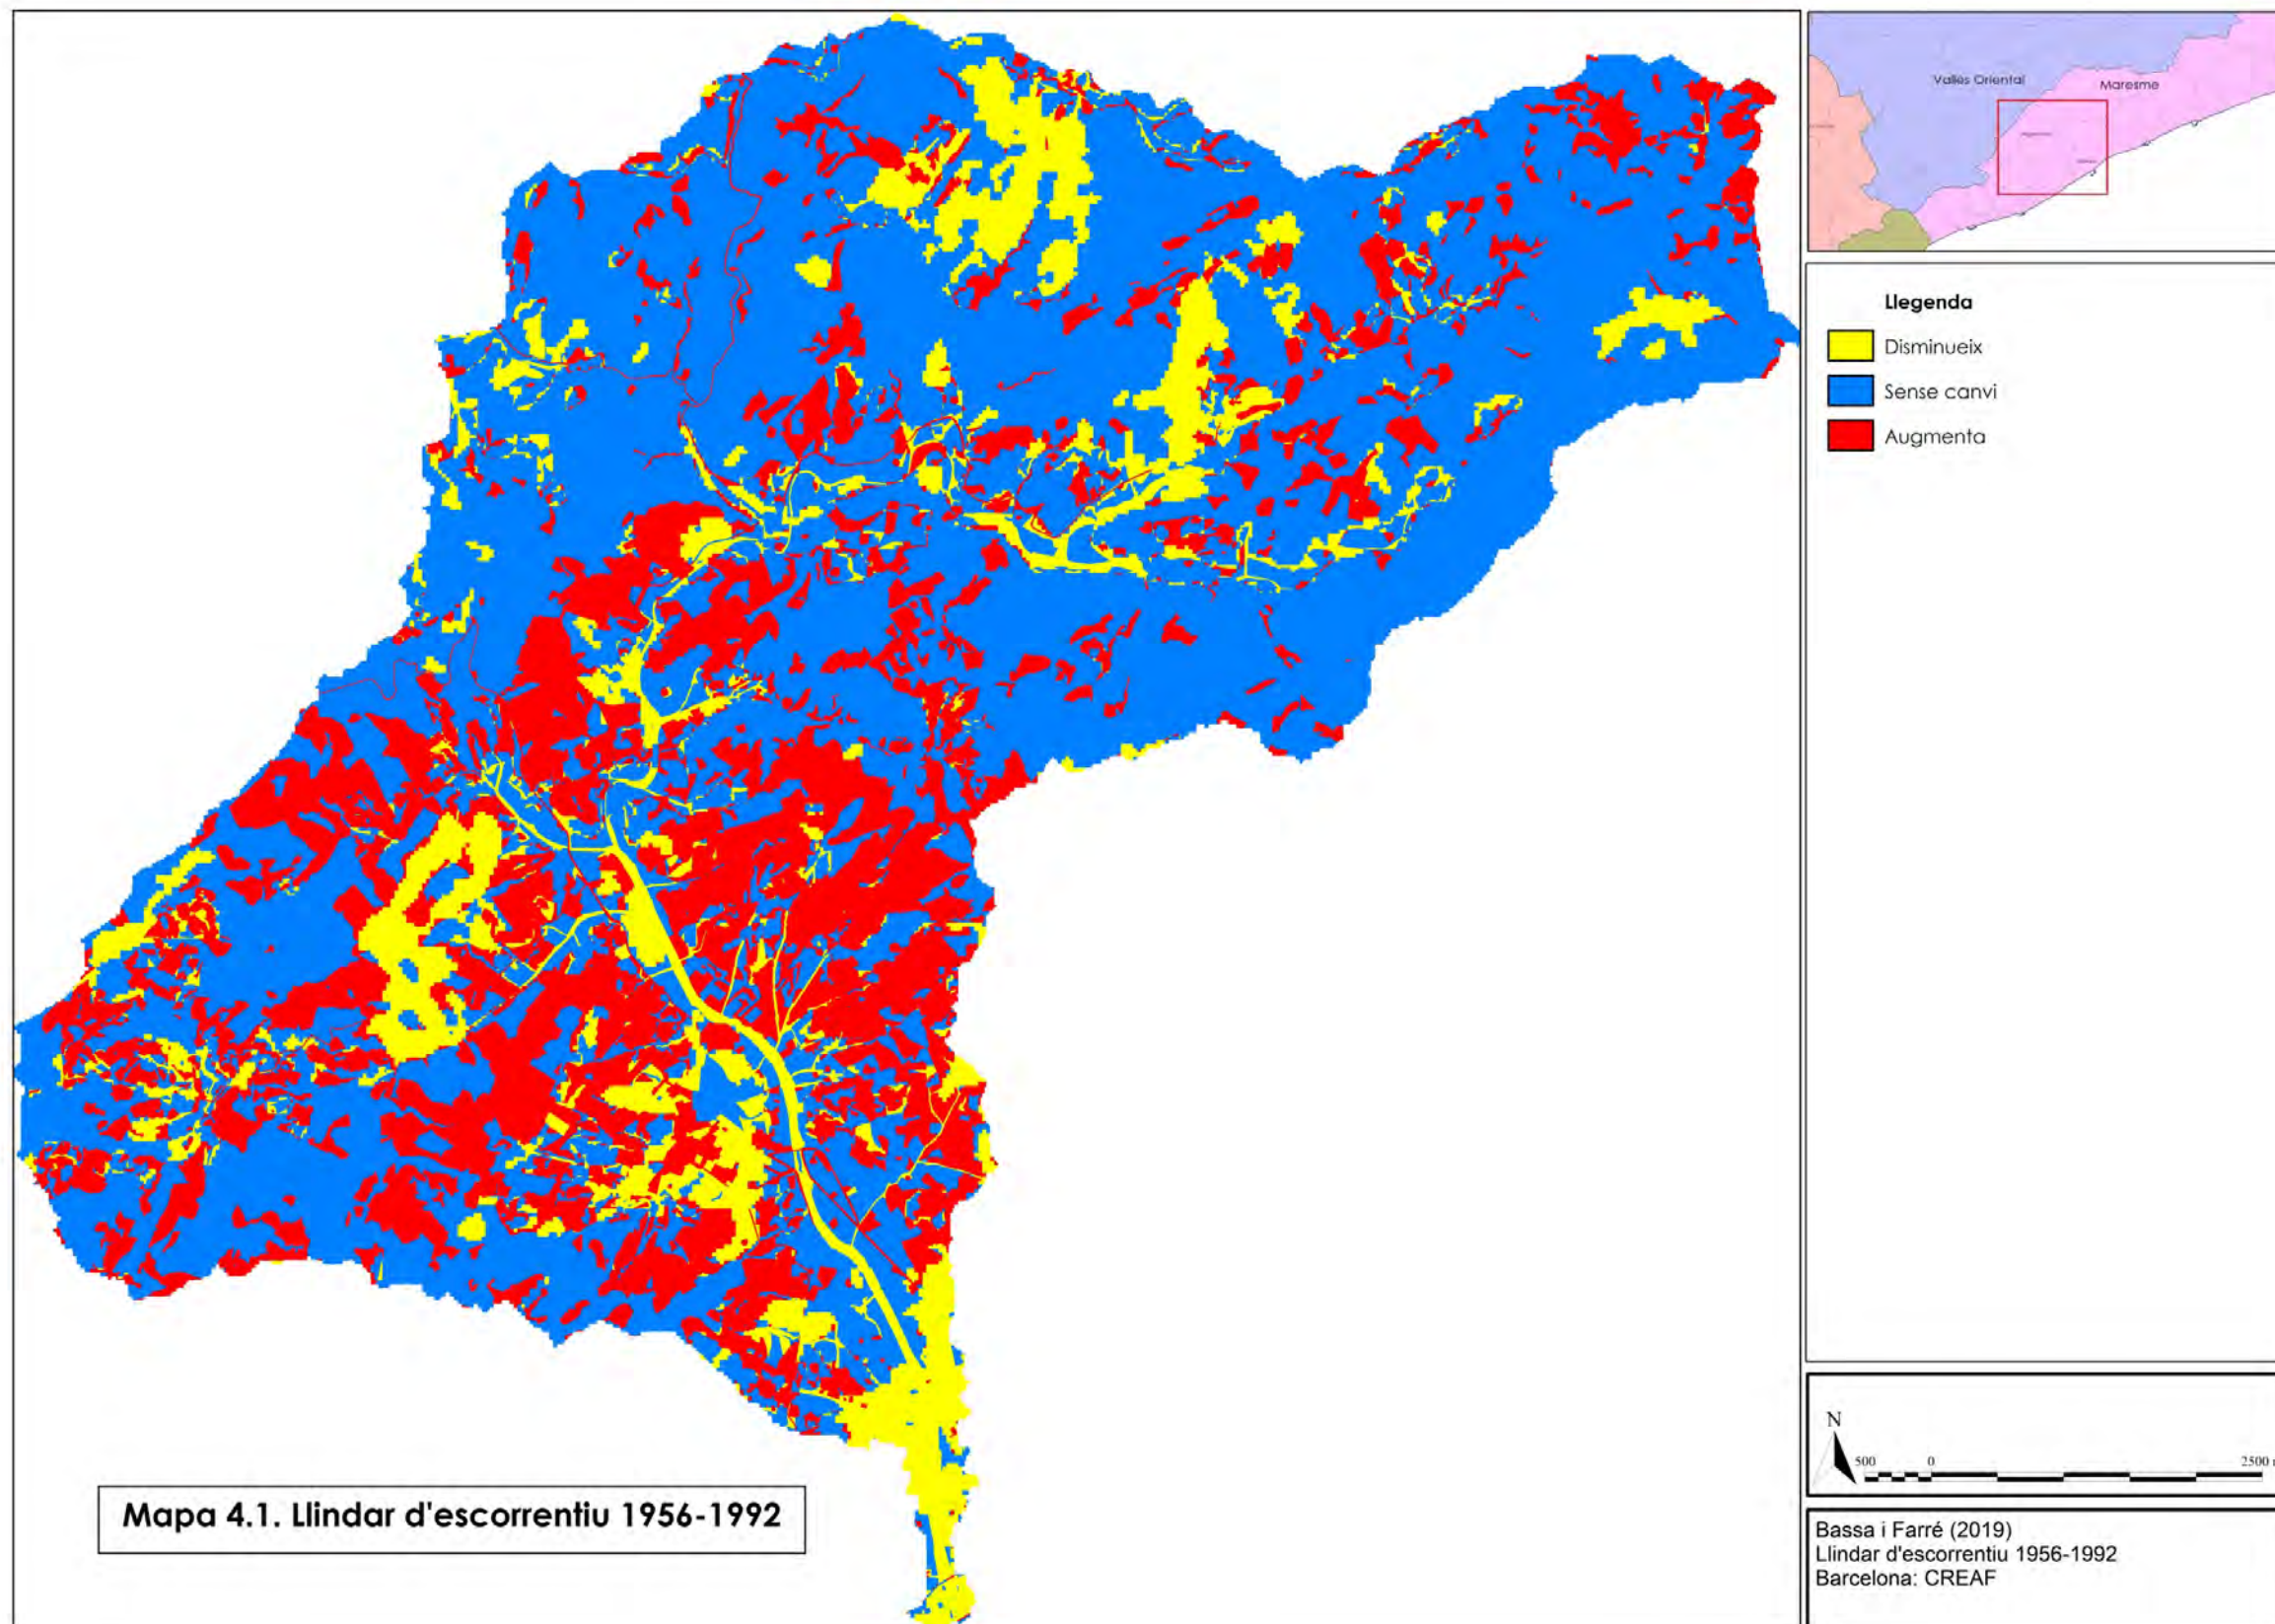 Vallès Oriental
Maresme
Llegenda
Disminueix
Sense canvi
Augmenta
N
500 0 2500
Mapa 4.1. Llindar d'escorrentiu 1956-1992
Bassa i Farré (2019)
Llindar d'escorrentiu 1956-1992
Barcelona: CREAF